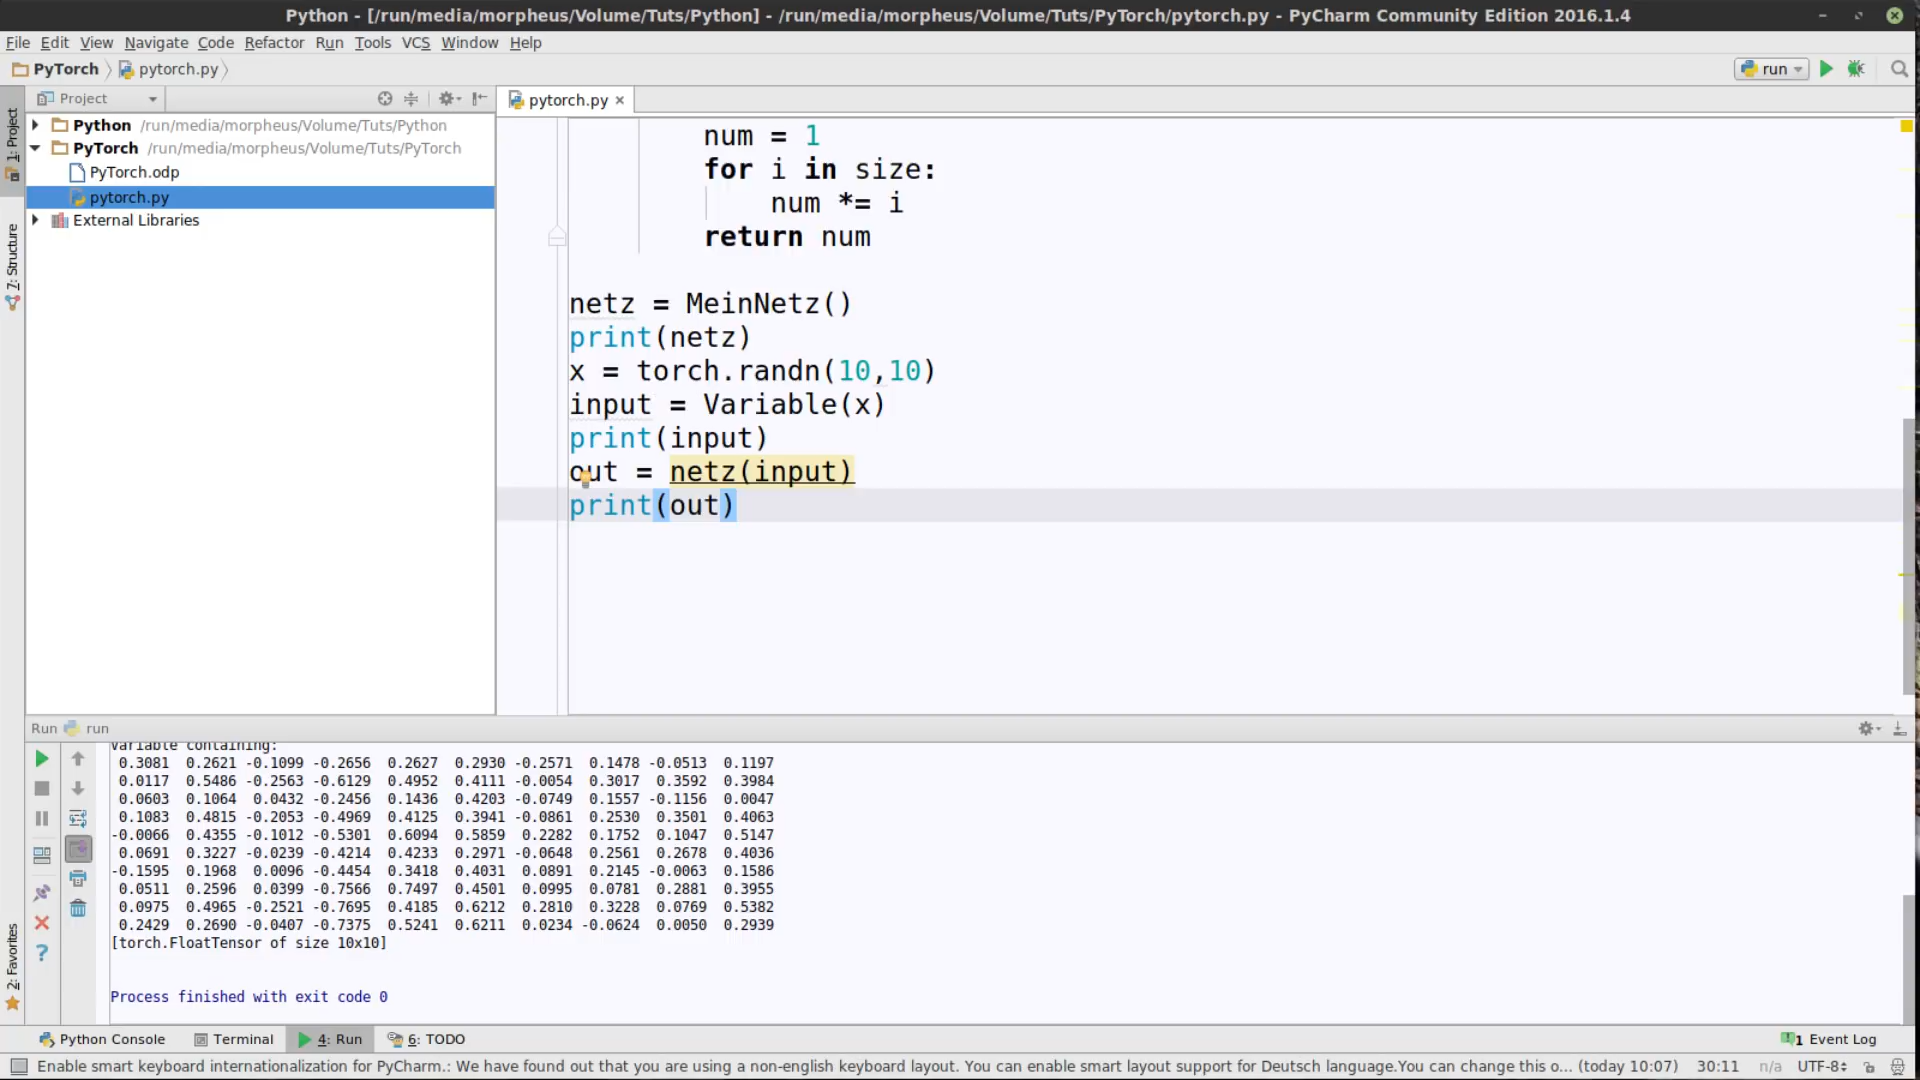 Python - [/run/media/morpheus/Volume/Tuts/Python] - /run/media/morpheus/Volume/Tuts/PyTorch/pytorch.py - PyCharm Community Edition 2016.1.4
File Edit View Navigate Code Refactor Run Tools VCS Window Help
PyTorch pytorch.py run
Project pytorch.py
1: Project
7: Structure
2: Favorites
Python /run/media/morpheus/Volume/Tuts/Python
PyTorch /run/media/morpheus/Volume/Tuts/PyTorch
PyTorch.odp
pytorch.py
External Libraries
num = 1
for i in size:
num *= i
return num
netz = MeinNetz()
print(netz)
x = torch.randn(10,10)
input = Variable(x)
print(input)
out = netz(input)
print(out)
Run run
Variable containing:
0.3081 0.2621 -0.1099 -0.2656 0.2627 0.2930 -0.2571 0.1478 -0.0513 0.1197
0.0117 0.5486 -0.2563 -0.6129 0.4952 0.4111 -0.0054 0.3017 0.3592 0.3984
0.0603 0.1064 0.0432 -0.2456 0.1436 0.4203 -0.0749 0.1557 -0.1156 0.0047
0.1083 0.4815 -0.2053 -0.4969 0.4125 0.3941 -0.0861 0.2530 0.3501 0.4063
-0.0066 0.4355 -0.1012 -0.5301 0.6094 0.5859 0.2282 0.1752 0.1047 0.5147
0.0691 0.3227 -0.0239 -0.4214 0.4233 0.2971 -0.0648 0.2561 0.2678 0.4036
-0.1595 0.1968 0.0096 -0.4454 0.3418 0.4031 0.0891 0.2145 -0.0063 0.1586
0.0511 0.2596 0.0399 -0.7566 0.7497 0.4501 0.0995 0.0781 0.2881 0.3955
0.0975 0.4965 -0.2521 -0.7695 0.4185 0.6212 0.2810 0.3228 0.0769 0.5382
0.2429 0.2690 -0.0407 -0.7375 0.5241 0.6211 0.0234 -0.0624 0.0050 0.2939
[torch.FloatTensor of size 10x10]
Process finished with exit code 0
Python Console Terminal 4: Run 6: TODO 1 Event Log
Enable smart keyboard internationalization for PyCharm.: We have found out that you are using a non-english keyboard layout. You can enable smart layout support for Deutsch language.You can change this o... (today 10:07) 30:11 n/a UTF-8